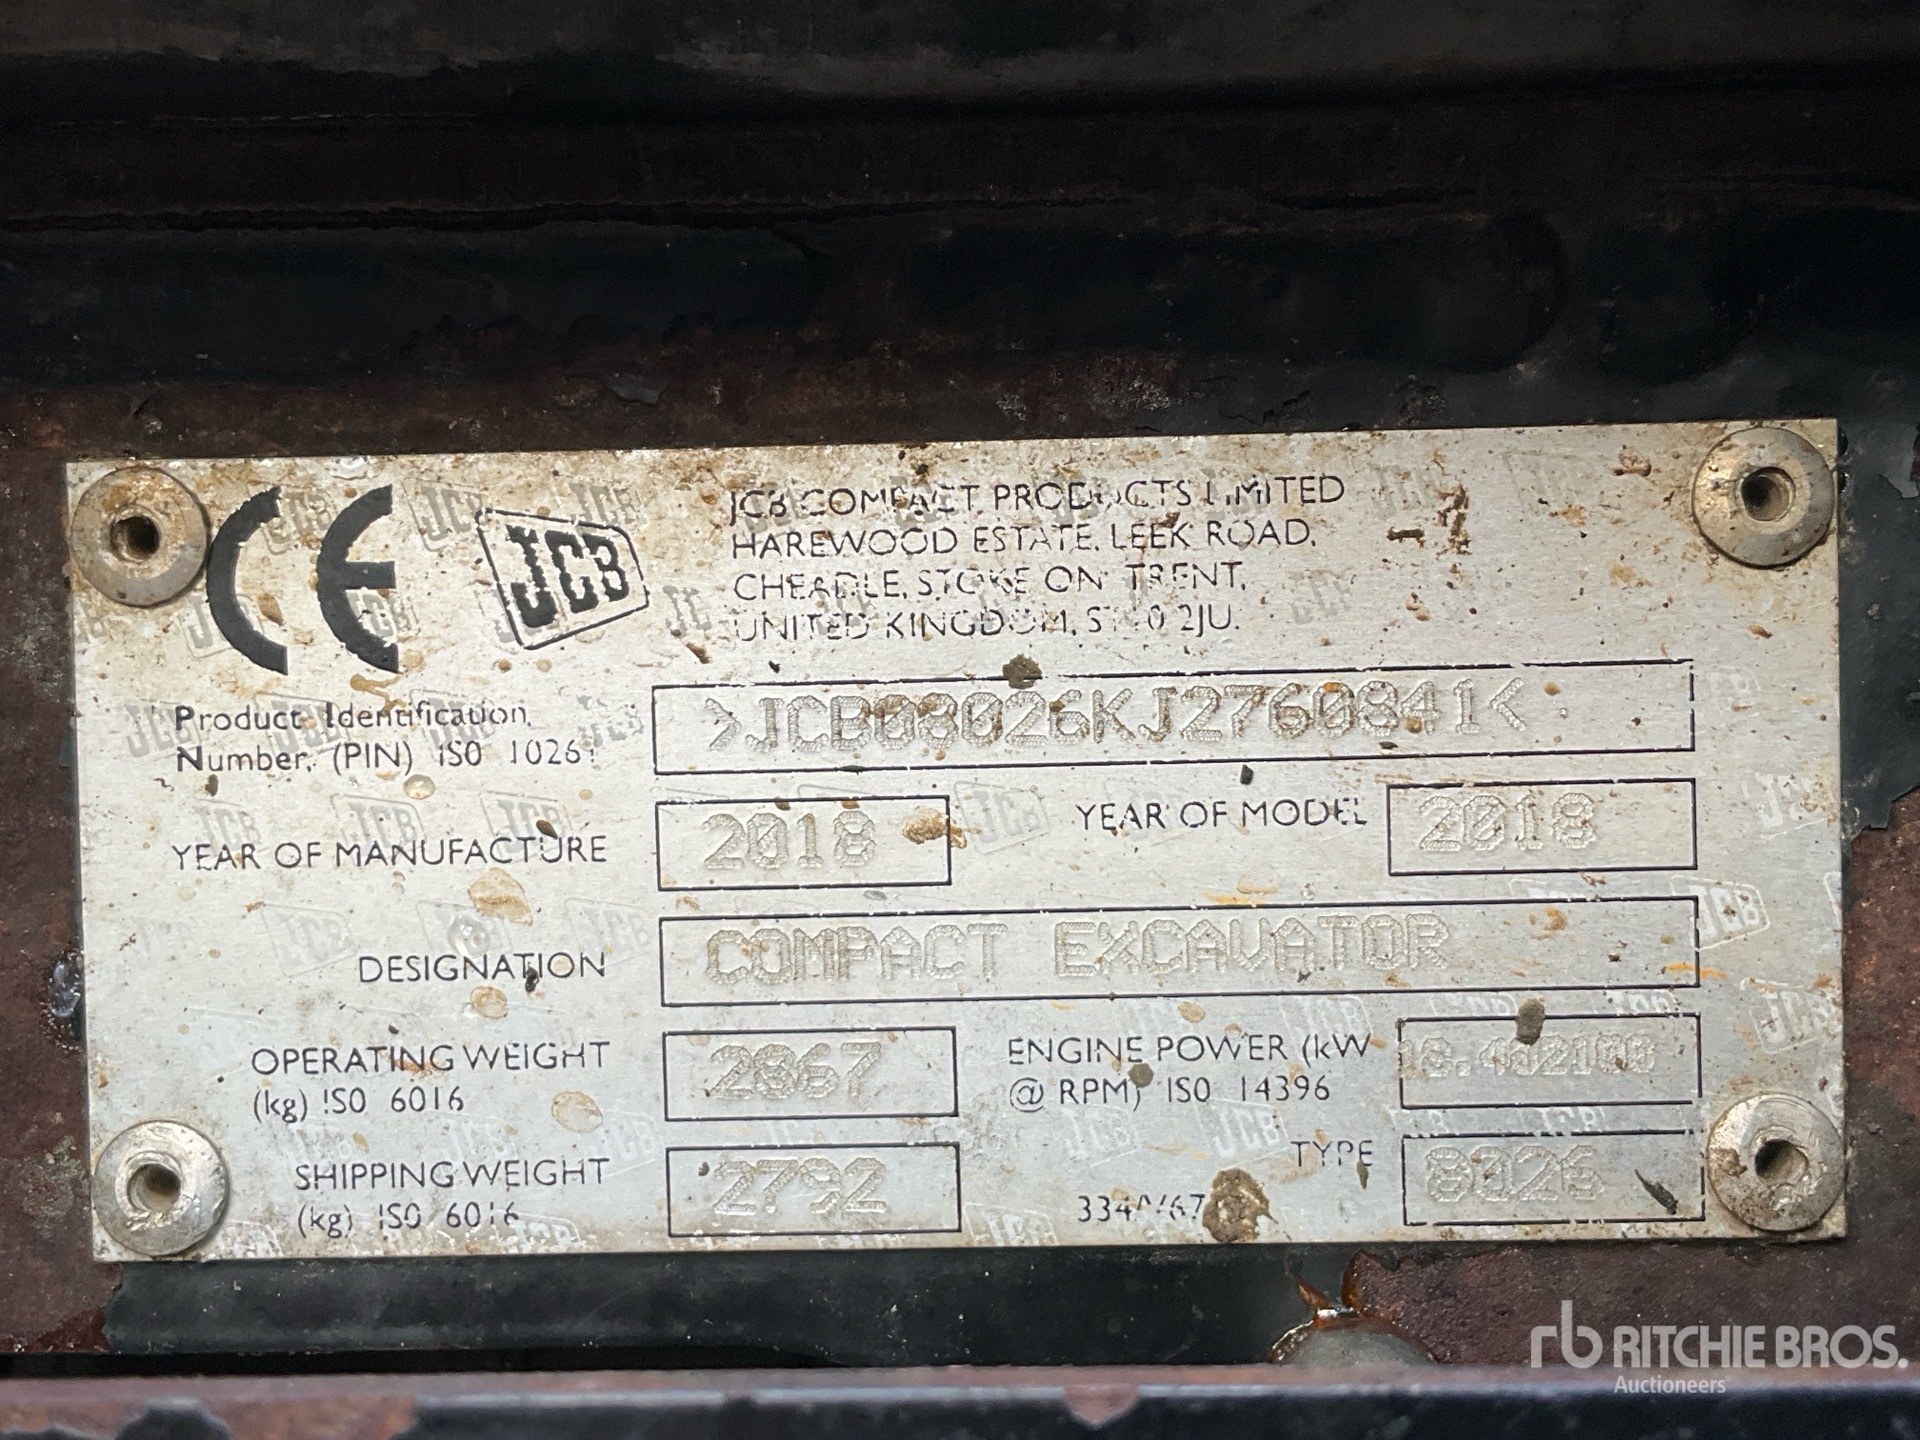 CE JCB
JCB COMPACT PRODUCTS LIMITED
HAREWOOD ESTATE, LEEK ROAD,
CHEADLE, STOKE ON TRENT,
UNITED KINGDOM, ST10 2JU.
Product Identification
Number, (PIN) ISO 10261
>JCB08026KJ2760841<
YEAR OF MANUFACTURE 2018 YEAR OF MODEL 2018
DESIGNATION COMPACT EXCAVATOR
OPERATING WEIGHT
(kg) ISO 6016
2867
ENGINE POWER (kW
@ RPM) ISO 14396
SHIPPING WEIGHT
(kg) ISO 6016
2792
TYPE 8026
rb RITCHIE BROS.
Auctioneers